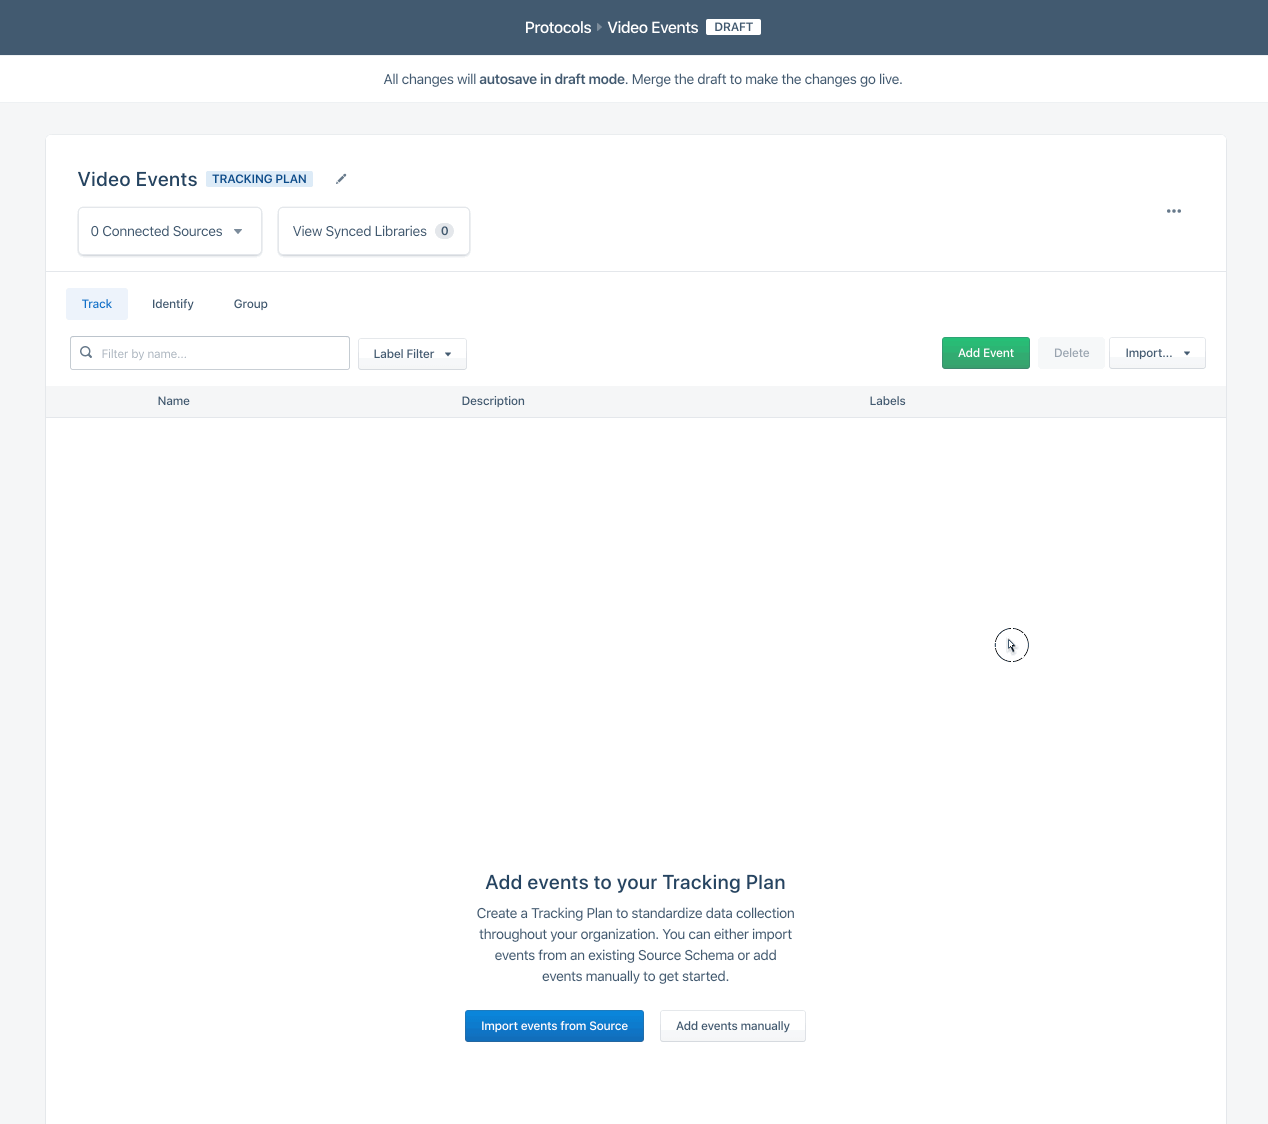 Protocols Video Events DRAFT
All changes will autosave in draft mode. Merge the draft to make the changes go live.
Video Events TRACKING PLAN
0 Connected Sources View Synced Libraries 0
Track Identify Group
Filter by name... Label Filter Add Event Delete Import...
Name Description Labels
Add events to your Tracking Plan
Create a Tracking Plan to standardize data collection
throughout your organization. You can either import
events from an existing Source Schema or add
events manually to get started.
Import events from Source Add events manually